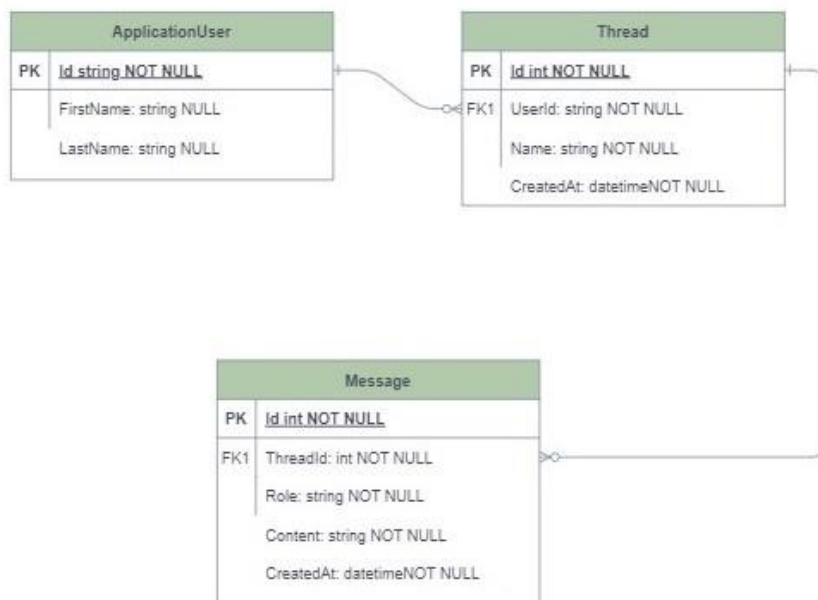 ApplicationUser
PK Id string NOT NULL
FirstName: string NULL
LastName: string NULL
Thread
PK Id int NOT NULL
FK1 UserId: string NOT NULL
Name: string NOT NULL
CreatedAt: datetimeNOT NULL
Message
PK Id int NOT NULL
FK1 ThreadId: int NOT NULL
Role: string NOT NULL
Content: string NOT NULL
CreatedAt: datetimeNOT NULL